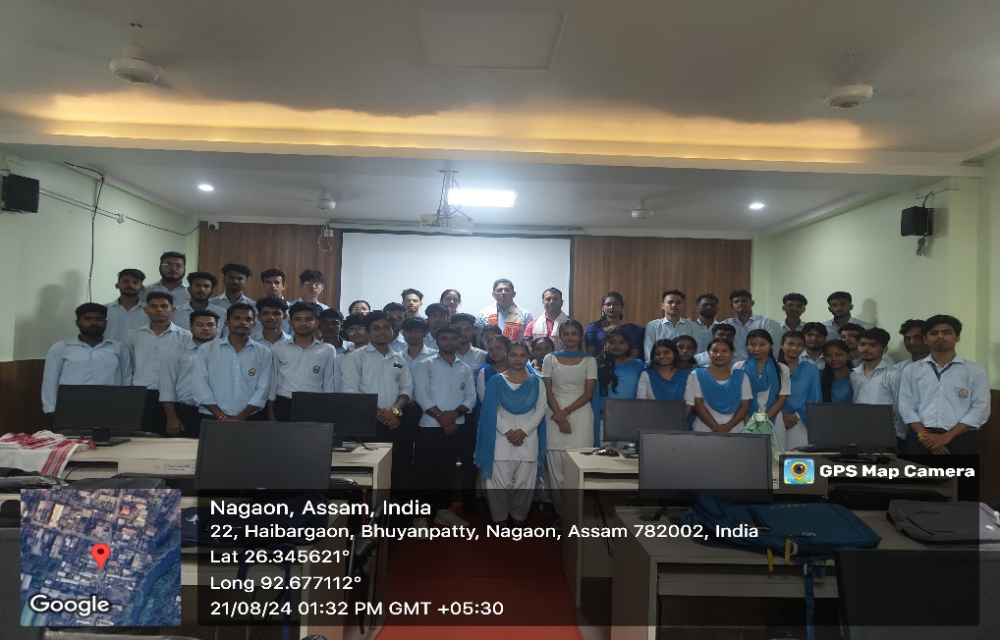 GPS Map Camera
Nagaon, Assam, India
22, Haibargaon, Bhuyanpatty, Nagaon, Assam 782002, India
Lat 26.345621°
Long 92.677112°
21/08/24 01:32 PM GMT +05:30
Google